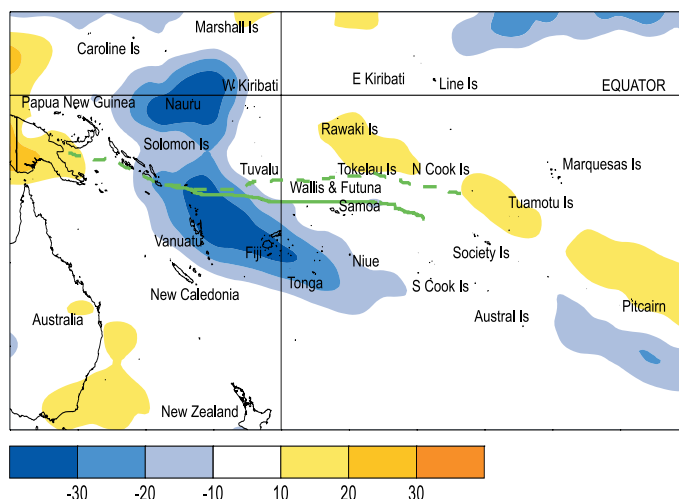 Marshall Is
Caroline Is
W Kiribati
E Kiribati
Line Is
EQUATOR
Papua New Guinea
Nauru
Rawaki Is
Solomon Is
Tuvalu
Tokelau Is
N Cook Is
Marquesas Is
Wallis & Futuna
Samoa
Tuamotu Is
Vanuatu
Fiji
Niue
Society Is
Tonga
S Cook Is
New Caledonia
Pitcairn
Australia
Austral Is
New Zealand
-30 -20 -10 10 20 30